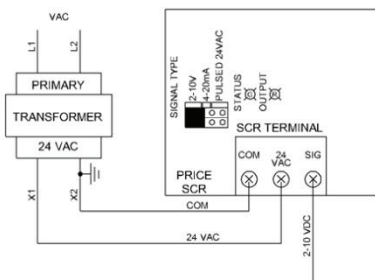 VAC
L1
L2
PRIMARY
TRANSFORMER
24 VAC
X1
X2
SIGNAL TYPE
2-10V
4-20mA
PULSED 24VAC
STATUS
OUTPUT
SCR TERMINAL
COM
24 VAC
SIG
PRICE SCR
COM
24 VAC
2-10 VDC